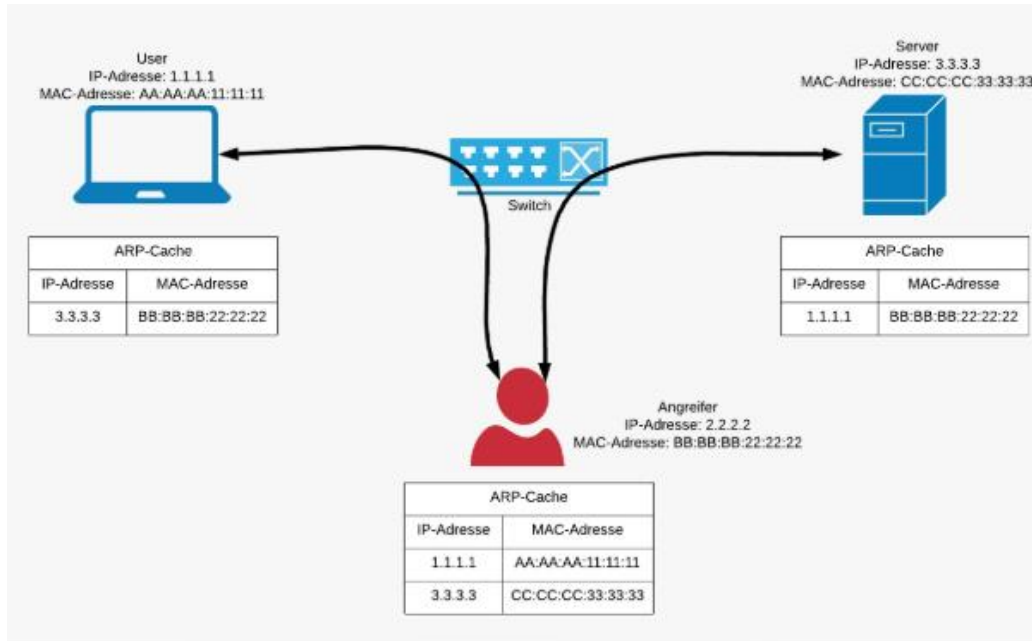 User
IP-Adresse: 1.1.1.1
MAC-Adresse: AA:AA:AA:11:11:11
Server
IP-Adresse: 3.3.3.3
MAC-Adresse: CC:CC:CC:33:33:33
Switch
ARP-Cache
IP-Adresse MAC-Adresse
3.3.3.3 BB:BB:BB:22:22:22
ARP-Cache
IP-Adresse MAC-Adresse
1.1.1.1 BB:BB:BB:22:22:22
Angreifer
IP-Adresse: 2.2.2.2
MAC-Adresse: BB:BB:BB:22:22:22
ARP-Cache
IP-Adresse MAC-Adresse
1.1.1.1 AA:AA:AA:11:11:11
3.3.3.3 CC:CC:CC:33:33:33